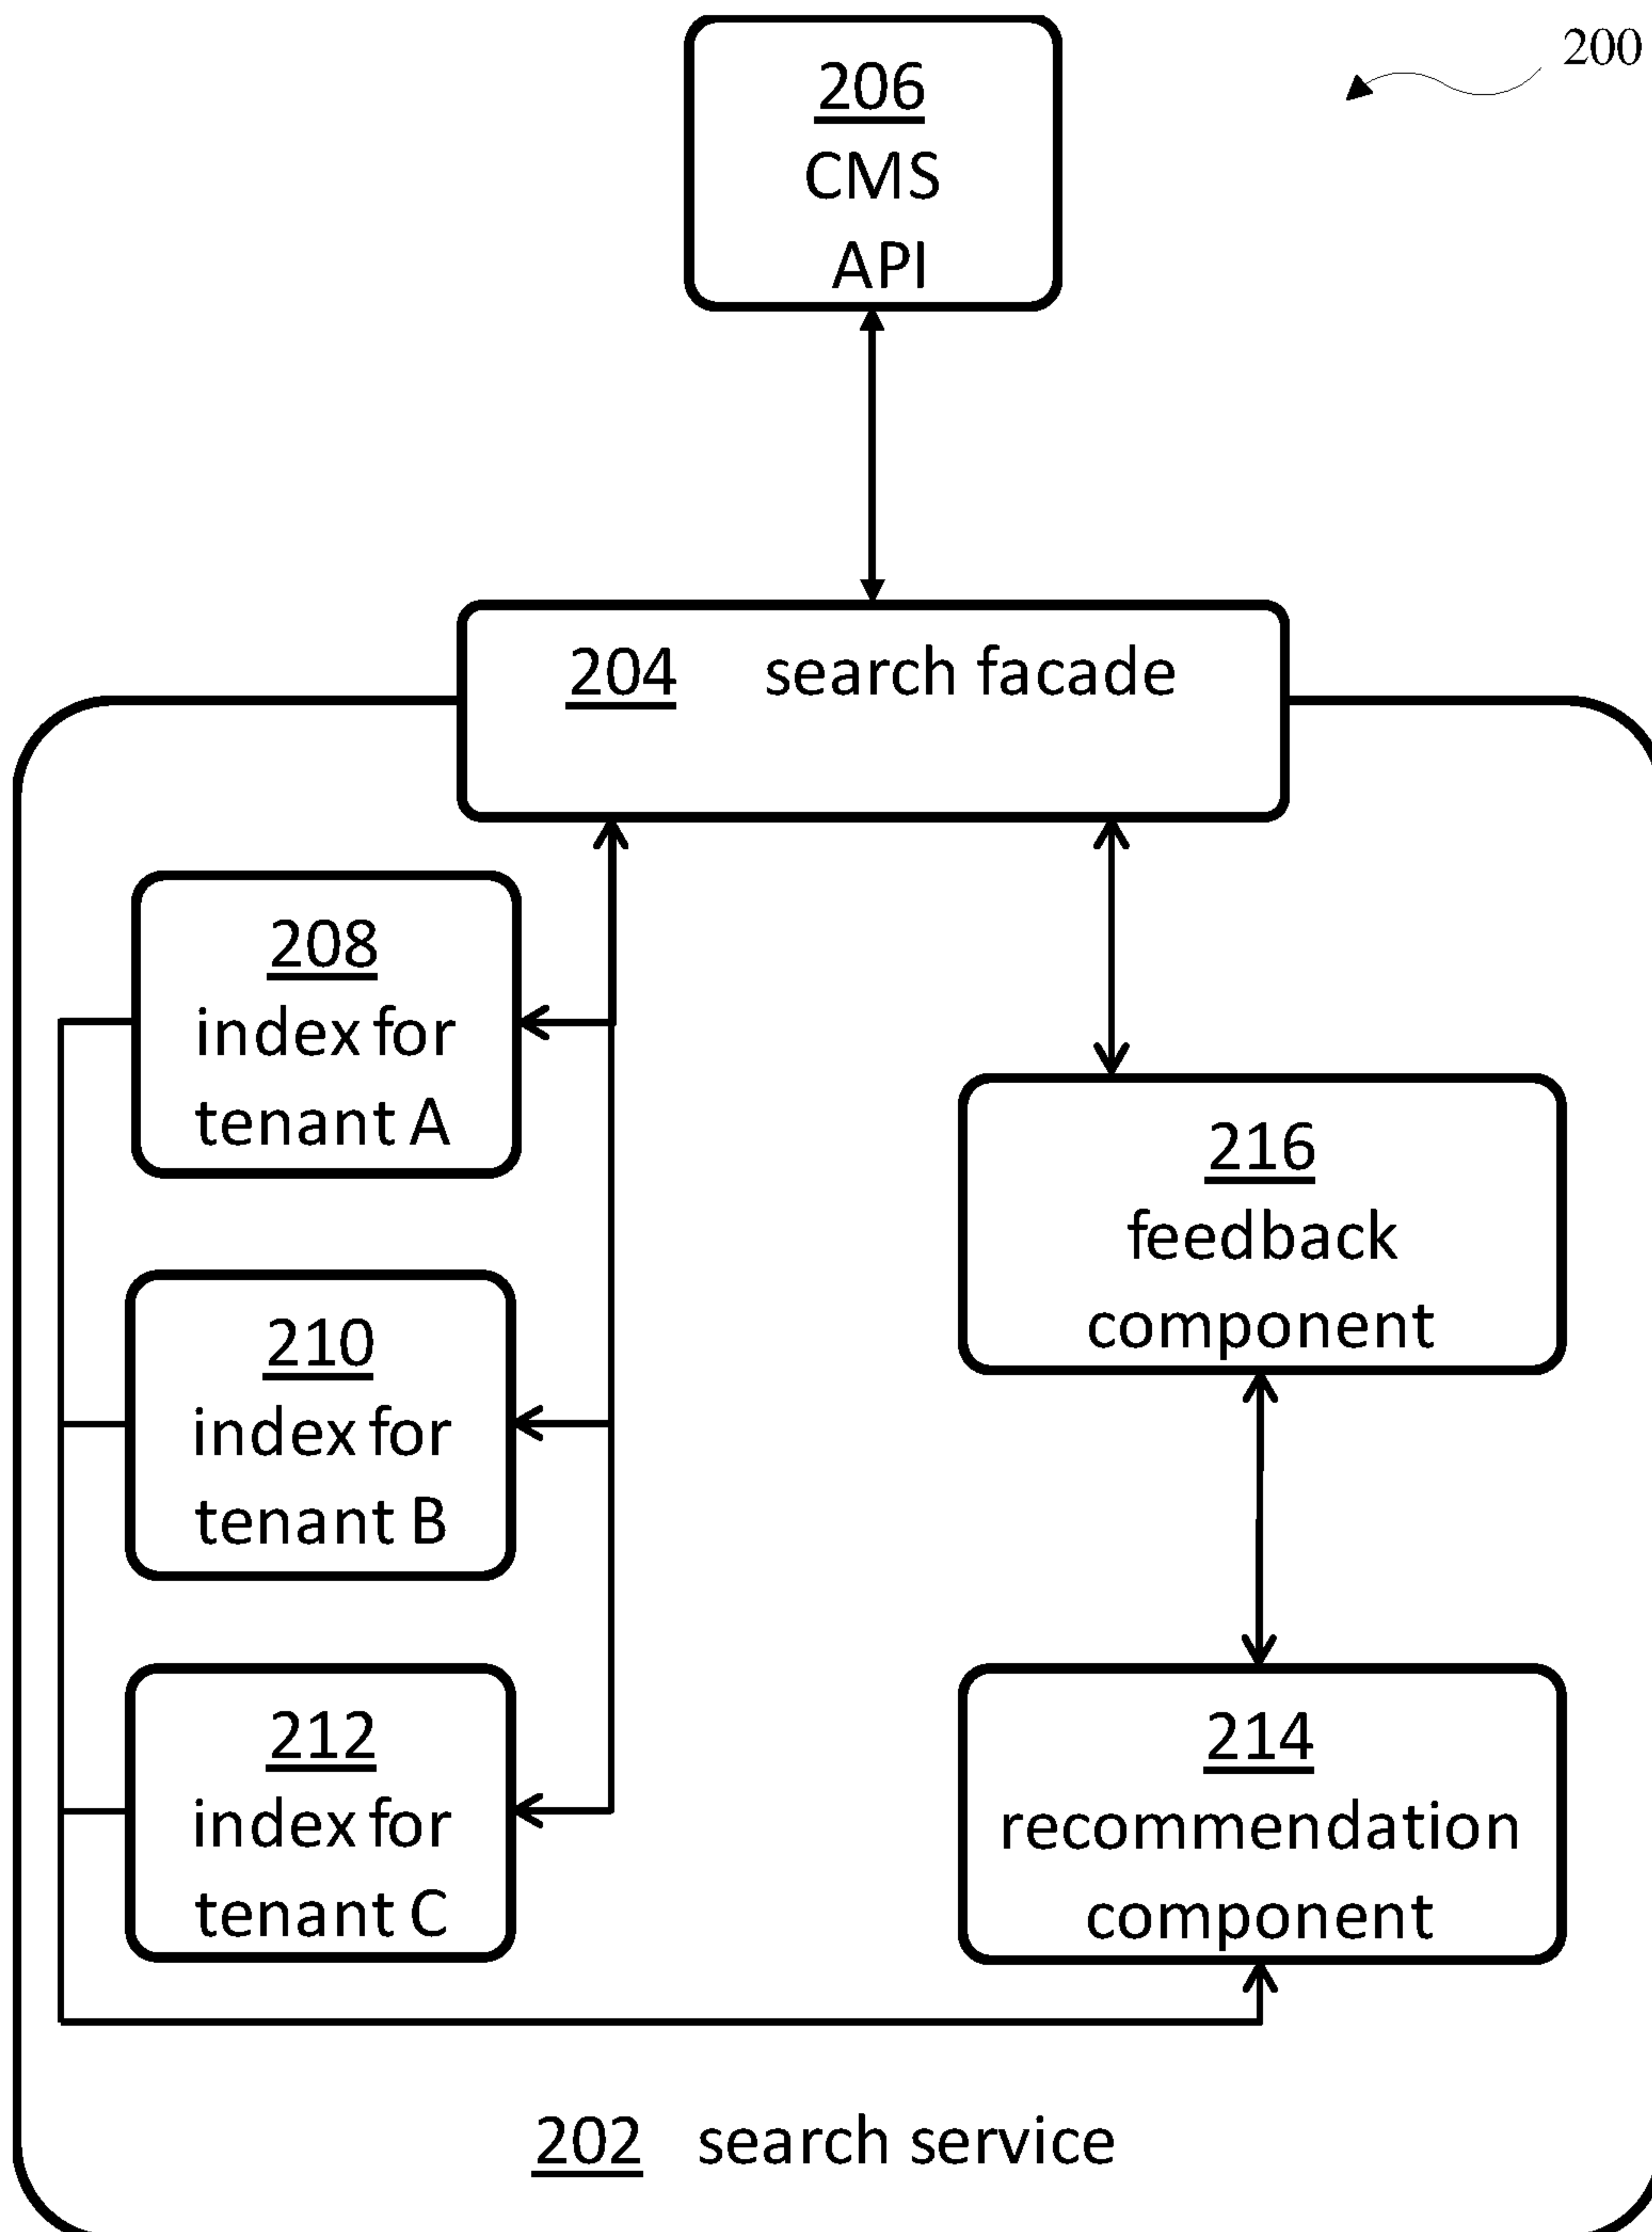 200
206
CMS
API
204 search facade
208
index for
tenant A
216
feedback
component
210
index for
tenant B
212
index for
tenant C
214
recommendation
component
202 search service